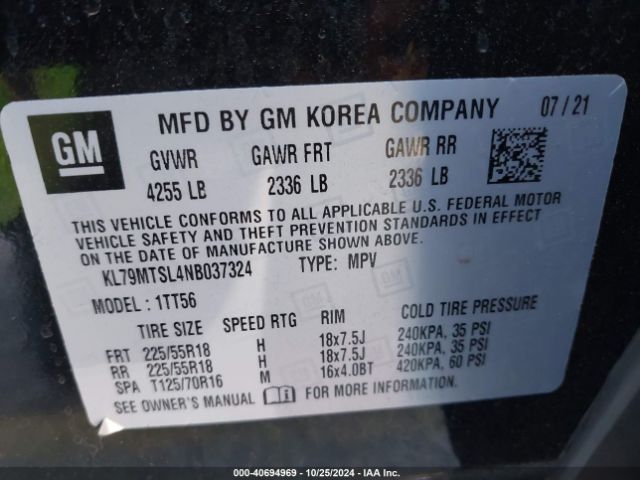 GM
MFD BY GM KOREA COMPANY 07/21
GVWR GAWR FRT GAWR RR
4255 LB 2336 LB 2336 LB
THIS VEHICLE CONFORMS TO ALL APPLICABLE U.S. FEDERAL MOTOR
VEHICLE SAFETY AND THEFT PREVENTION STANDARDS IN EFFECT
ON THE DATE OF MANUFACTURE SHOWN ABOVE.
KL79MTSL4NB037324 TYPE: MPV
MODEL: 1TT56
TIRE SIZE SPEED RTG RIM COLD TIRE PRESSURE
FRT 225/55R18 H 18x7.5J 240KPA, 35 PSI
RR 225/55R18 H 18x7.5J 240KPA, 35 PSI
SPA T125/70R16 M 16x4.0BT 420KPA, 60 PSI
SEE OWNER'S MANUAL FOR MORE INFORMATION.
000-40694969 - 10/25/2024 - IAA Inc.